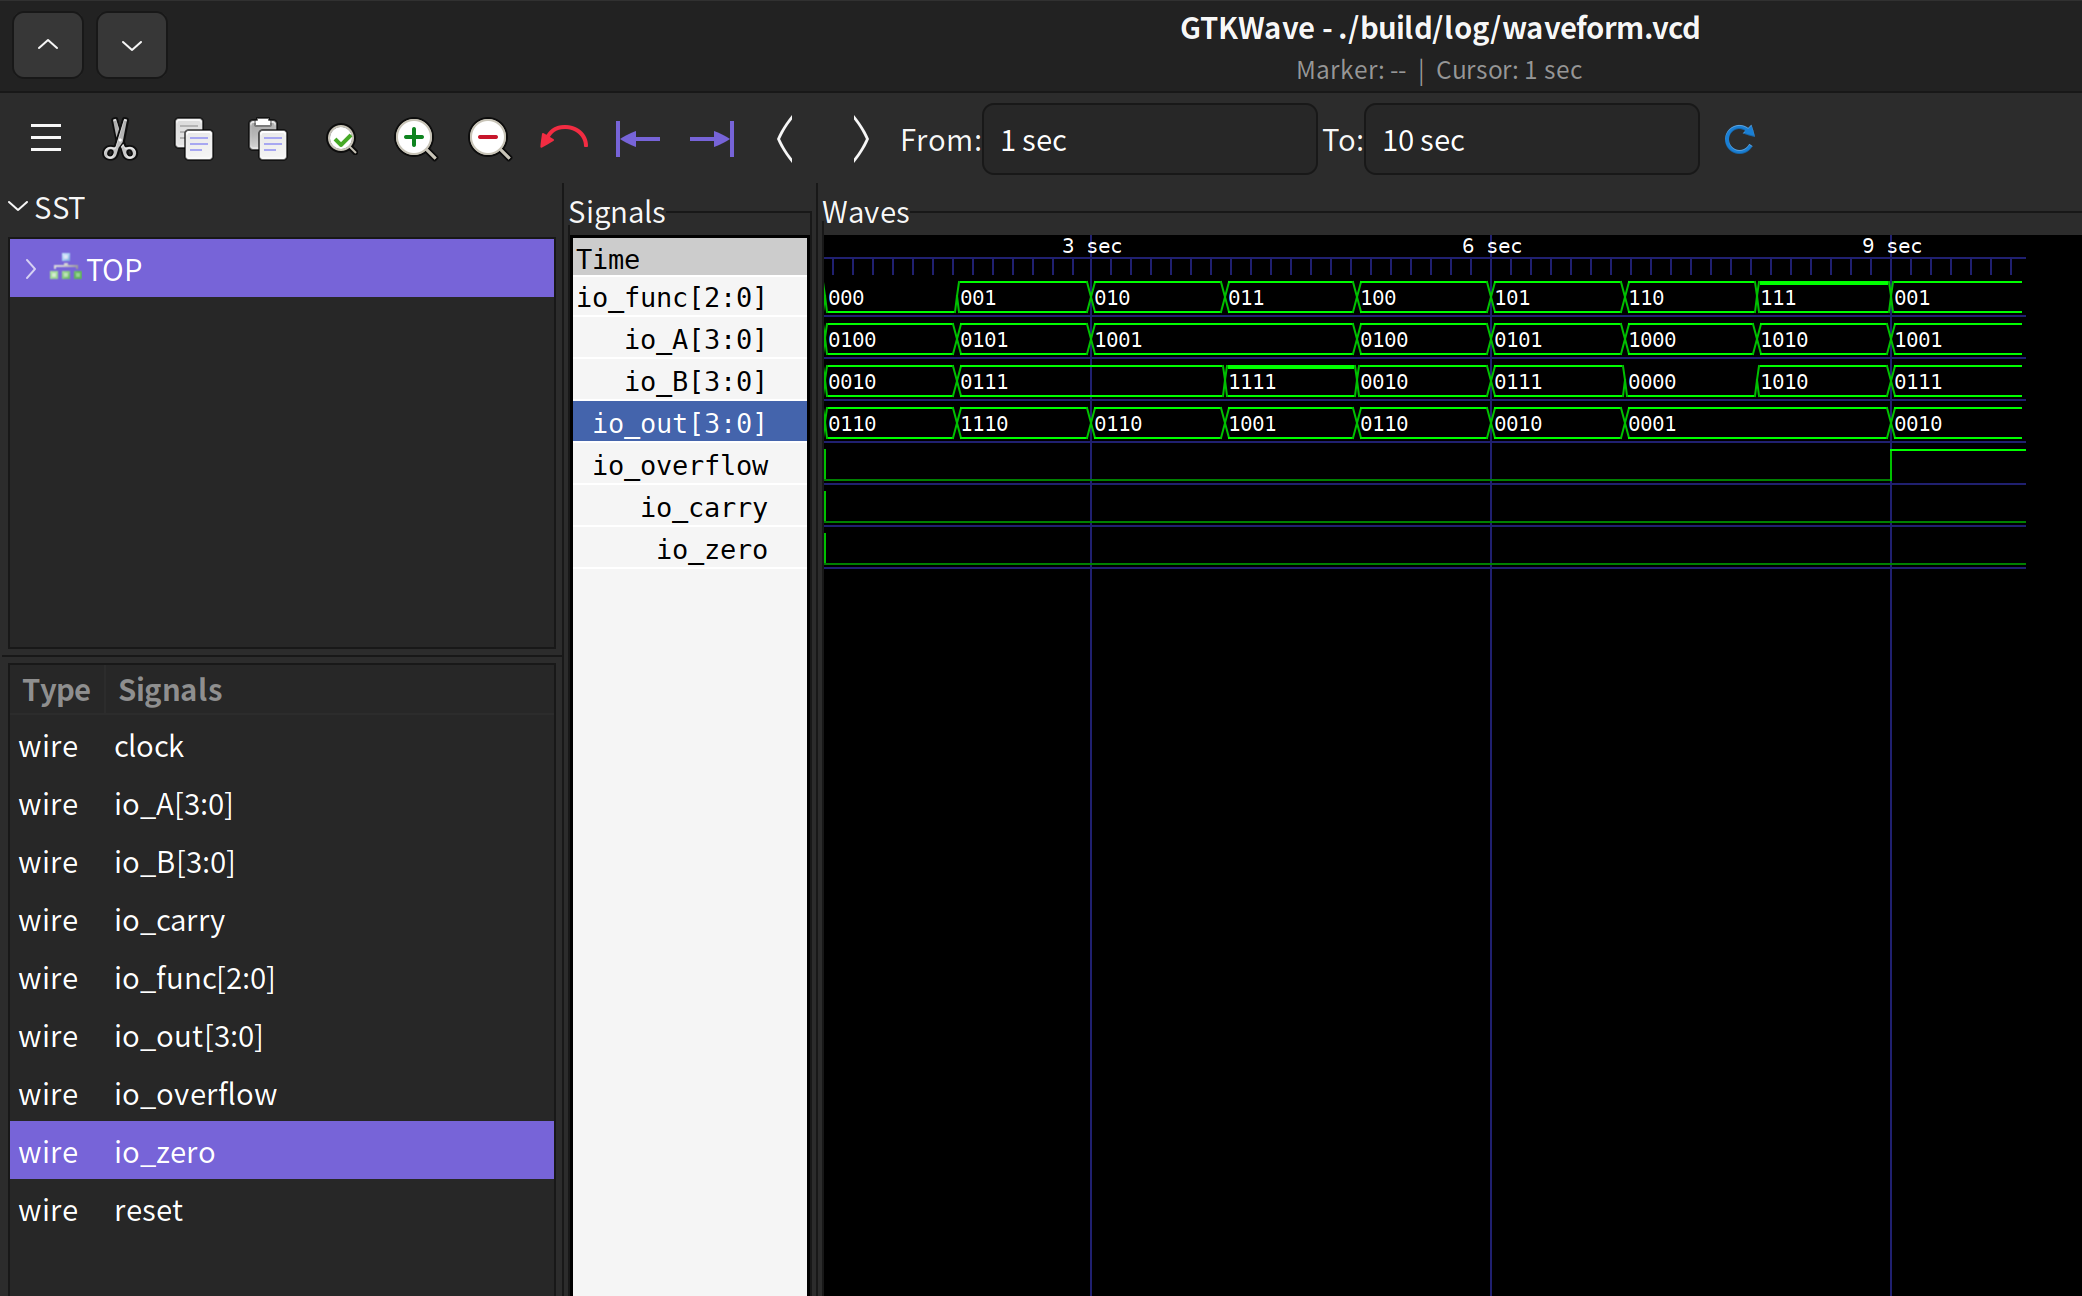 GTKWave - ./build/log/waveform.vcd
Marker: -- | Cursor: 1 sec
From: 1 sec To: 10 sec
SST
TOP
Type Signals
wire clock
wire io_A[3:0]
wire io_B[3:0]
wire io_carry
wire io_func[2:0]
wire io_out[3:0]
wire io_overflow
wire io_zero
wire reset
Signals
Time
io_func[2:0]
io_A[3:0]
io_B[3:0]
io_out[3:0]
io_overflow
io_carry
io_zero
Waves
3 sec 6 sec 9 sec
000 001 010 011 100 101 110 111 001
0100 0101 1001 0100 0101 1000 1010 1001
0010 0111 1111 0010 0111 0000 1010 0111
0110 1110 0110 1001 0110 0010 0001 0010